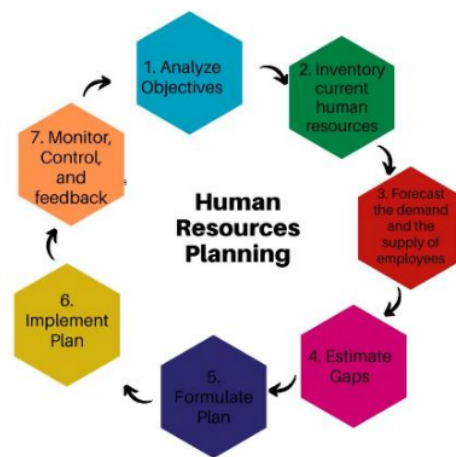 1. Analyze
Objectives
2. Inventory
current human
resources
3. Forecast
the demand
and the
supply of
employees
4. Estimate
Gaps
5.
Formulate
Plan
6.
Implement
Plan
7. Monitor,
Control,
and
feedback
Human
Resources
Planning